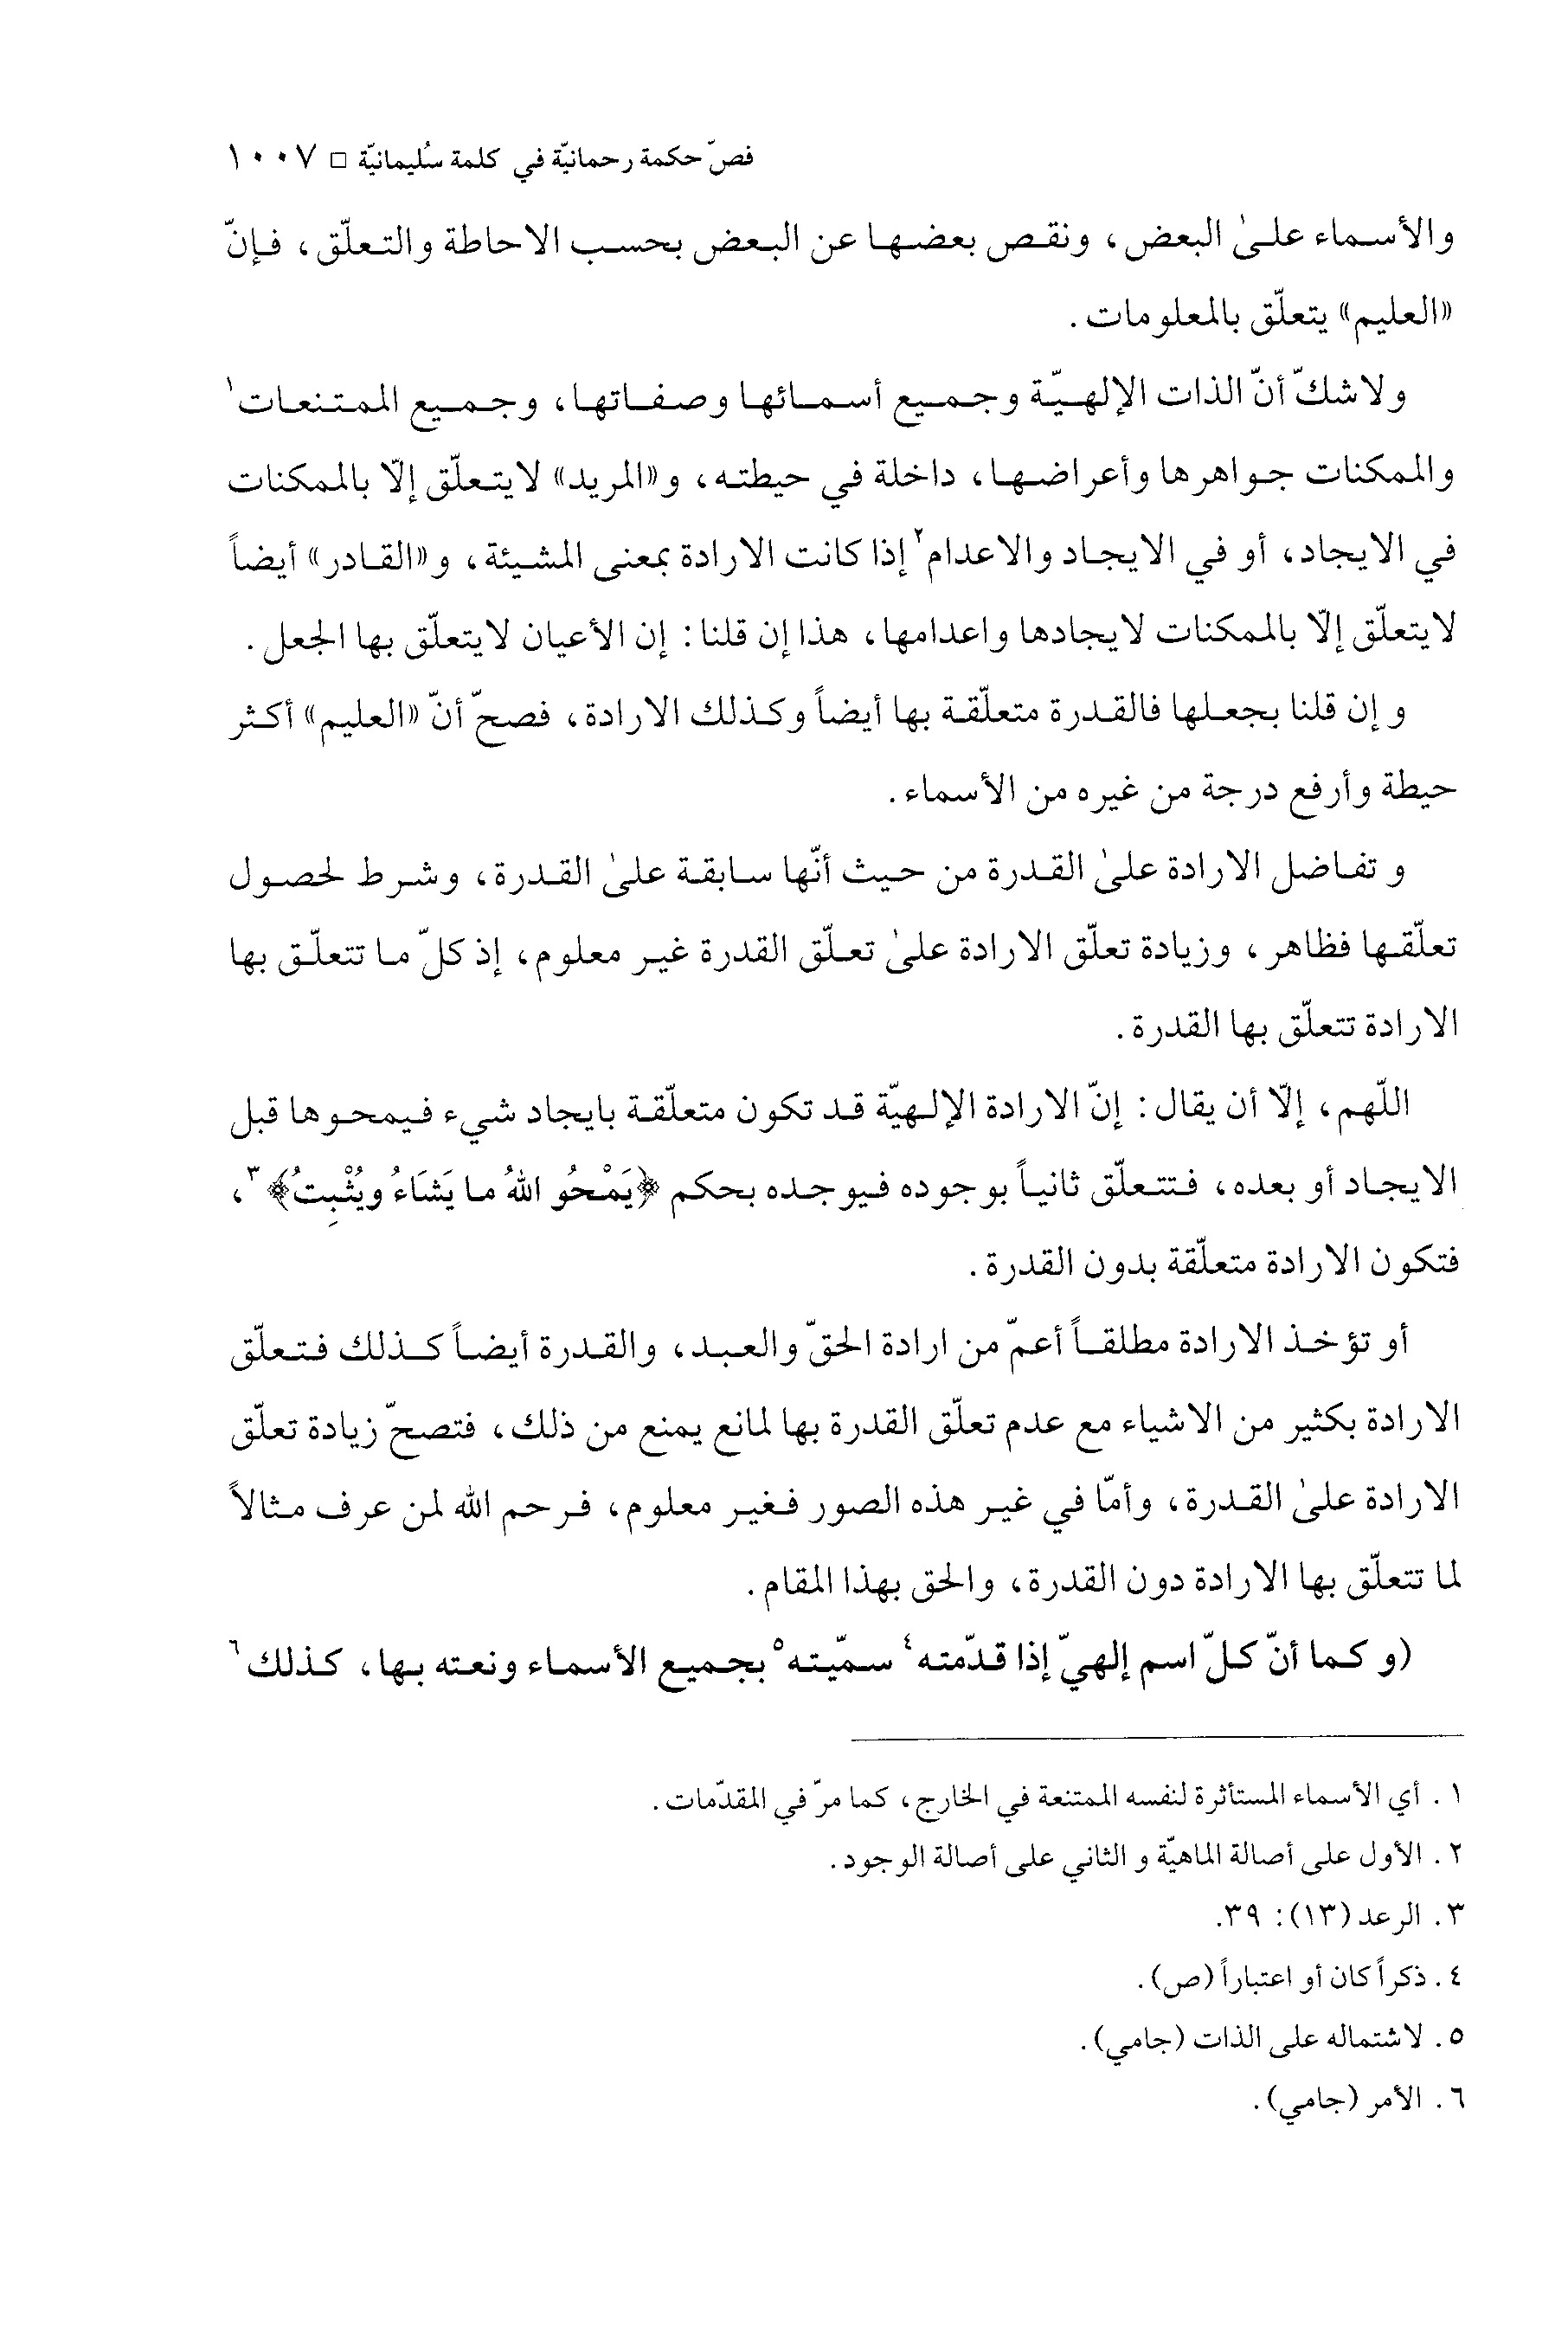 فصّ حكمة رحمانيّة في كلمة سُليمانيّة □ ١٠٠٧
والأسماء علىٰ البعض، ونقص بعضها عن البعض بحسب الاحاطة والتعلّق، فإنّ
«العليم» يتعلّق بالمعلومات.
ولاشكّ أنّ الذات الإلهيّة وجميع أسمائها وصفاتها، وجميع الممتنعات١
والممكنات جواهرها وأعراضها، داخلة في حيطته، و«المريد» لايتعلّق إلّا بالممكنات
في الايجاد، أو في الايجاد والاعدام٢ إذا كانت الارادة بمعنى المشيئة، و«القادر» أيضاً
لايتعلّق إلّا بالممكنات لايجادها واعدامها، هذا إن قلنا: إن الأعيان لايتعلّق بها الجعل.
و إن قلنا بجعلها فالقدرة متعلّقة بها أيضاً وكذلك الارادة، فصحّ أنّ «العليم» أكثر
حيطة وأرفع درجة من غيره من الأسماء.
و تفاضل الارادة علىٰ القدرة من حيث أنّها سابقة علىٰ القدرة، وشرط لحصول
تعلّقها فظاهر، وزيادة تعلّق الارادة علىٰ تعلّق القدرة غير معلوم، إذ كلّ ما تتعلّق بها
الارادة تتعلّق بها القدرة.
اللّهم، إلّا أن يقال: إنّ الارادة الإلهيّة قد تكون متعلّقة بايجاد شيء فيمحوها قبل
الايجاد أو بعده، فتتعلّق ثانياً بوجوده فيوجده بحكم ﴿يَمْحُو اللهُ ما يَشَاءُ ويُثْبِتُ﴾٣،
فتكون الارادة متعلّقة بدون القدرة.
أو تؤخذ الارادة مطلقاً أعمّ من ارادة الحقّ والعبد، والقدرة أيضاً كذلك فتعلّق
الارادة بكثير من الاشياء مع عدم تعلّق القدرة بها لمانع يمنع من ذلك، فتصحّ زيادة تعلّق
الارادة علىٰ القدرة، وأمّا في غير هذه الصور فغير معلوم، فرحم الله لمن عرف مثالاً
لما تتعلّق بها الارادة دون القدرة، والحق بهذا المقام.
(و كما أنّ كلّ اسم إلهيّ إذا قدّمته٤ سمّيته٥ بجميع الأسماء ونعته بها، كذلك٦
١. أي الأسماء المستأثرة لنفسه الممتنعة في الخارج، كما مرّ في المقدّمات.
٢. الأول على أصالة الماهيّة و الثاني على أصالة الوجود.
٣. الرعد (١٣): ٣٩.
٤. ذكراً كان أو اعتباراً (ص).
٥. لاشتماله على الذات (جامي).
٦. الأمر (جامي).